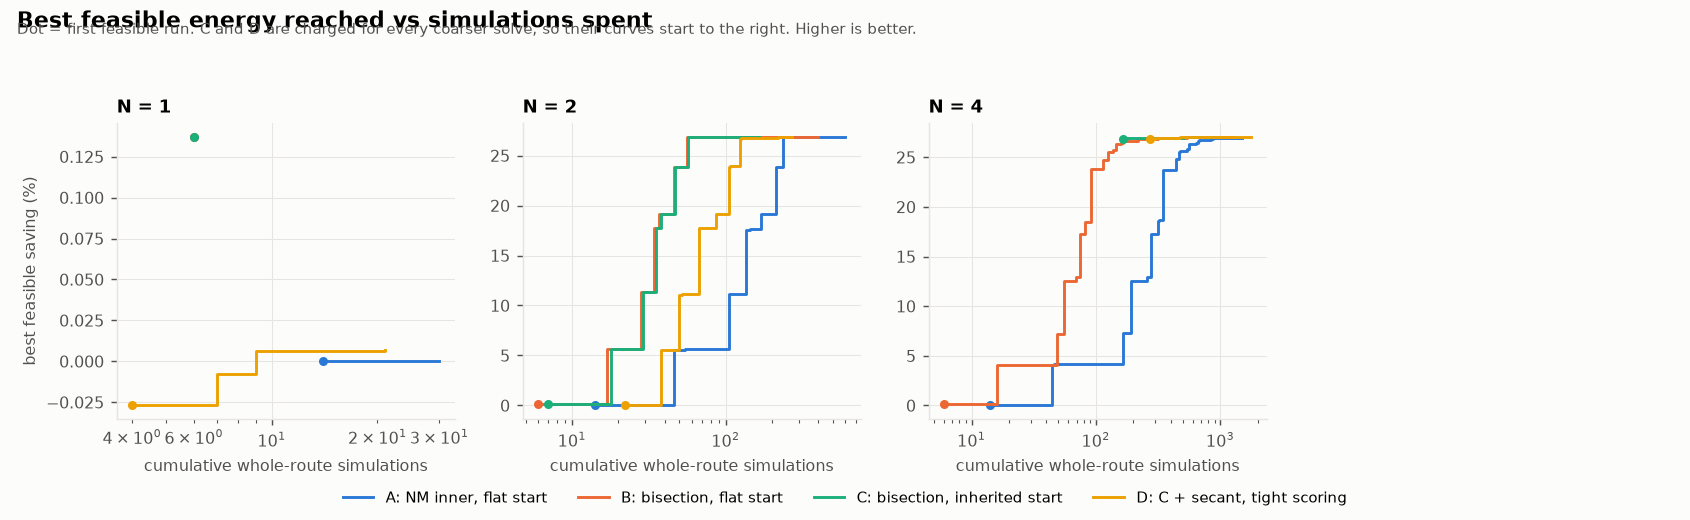 Best feasible energy reached vs simulations spent
Dot = first feasible run. C and D are charged for every coarser solve, so their curves start to the right. Higher is better.
N = 1
N = 2
N = 4
best feasible saving (%)
0.125
0.100
0.075
0.050
0.025
0.000
−0.025
25
20
15
10
5
0
25
20
15
10
5
0
4 × 10⁰ 6 × 10⁰ 10¹ 2 × 10¹ 3 × 10¹
10¹ 10²
10¹ 10² 10³
cumulative whole-route simulations
cumulative whole-route simulations
cumulative whole-route simulations
A: NM inner, flat start B: bisection, flat start C: bisection, inherited start D: C + secant, tight scoring